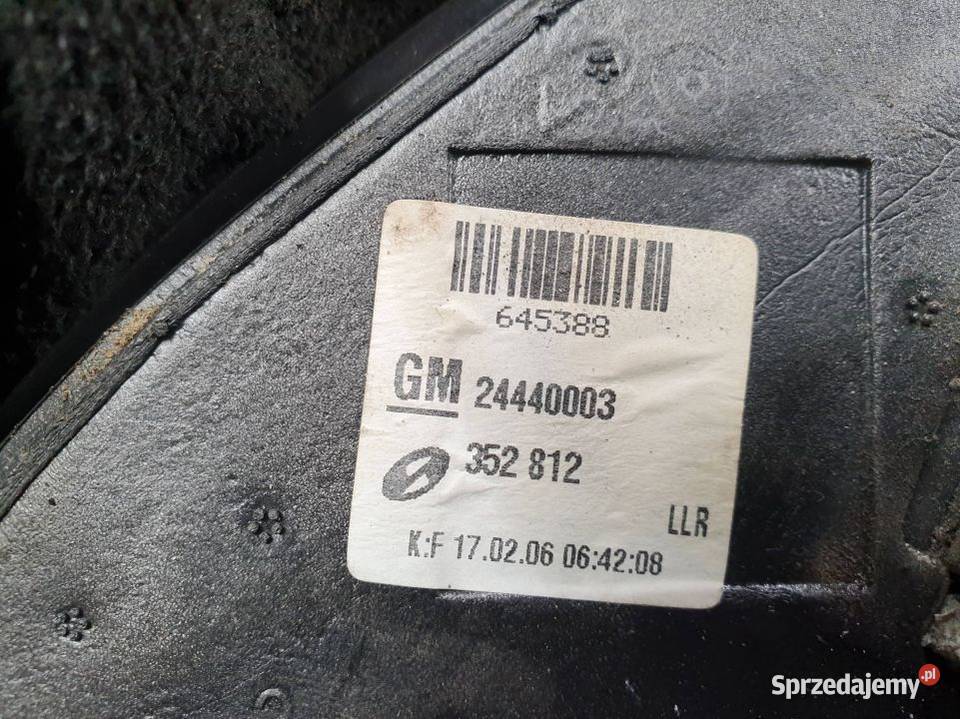 645388
GM 24440003
352 812
LLR
K:F 17.02.06 06:42:08
Sprzedajemy.pl